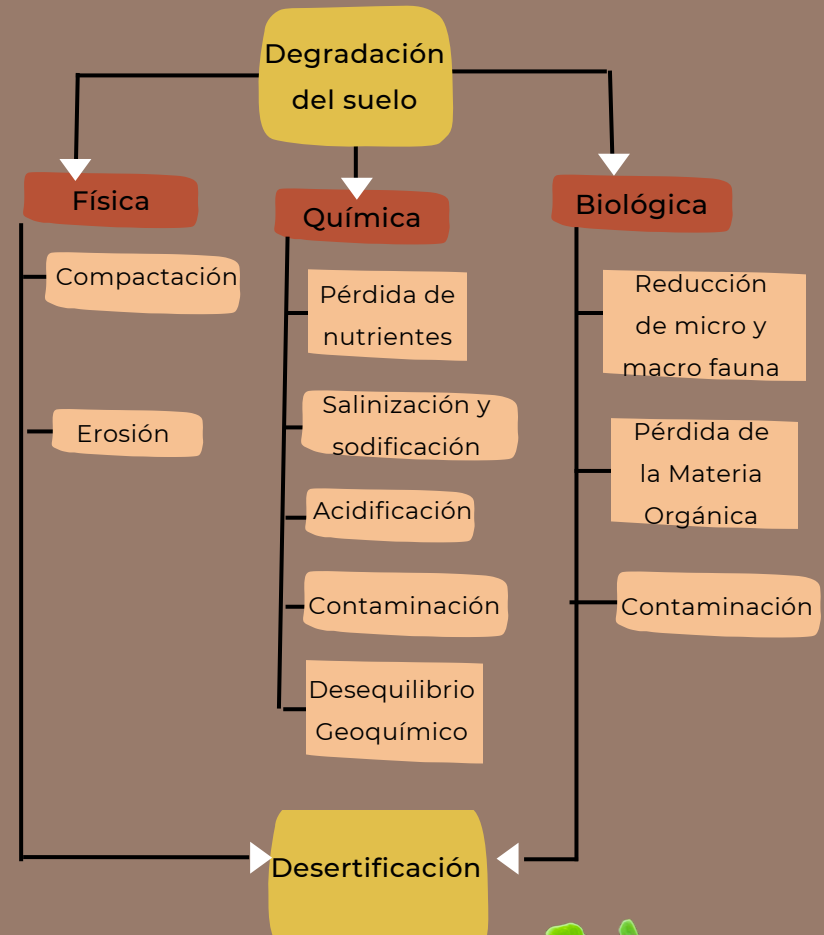 Degradación
del suelo
Física
Compactación
Erosión
Química
Pérdida de
nutrientes
Salinización y
sodificación
Acidificación
Contaminación
Desequilibrio
Geoquímico
Biológica
Reducción
de micro y
macro fauna
Pérdida de
la Materia
Orgánica
Contaminación
Desertificación